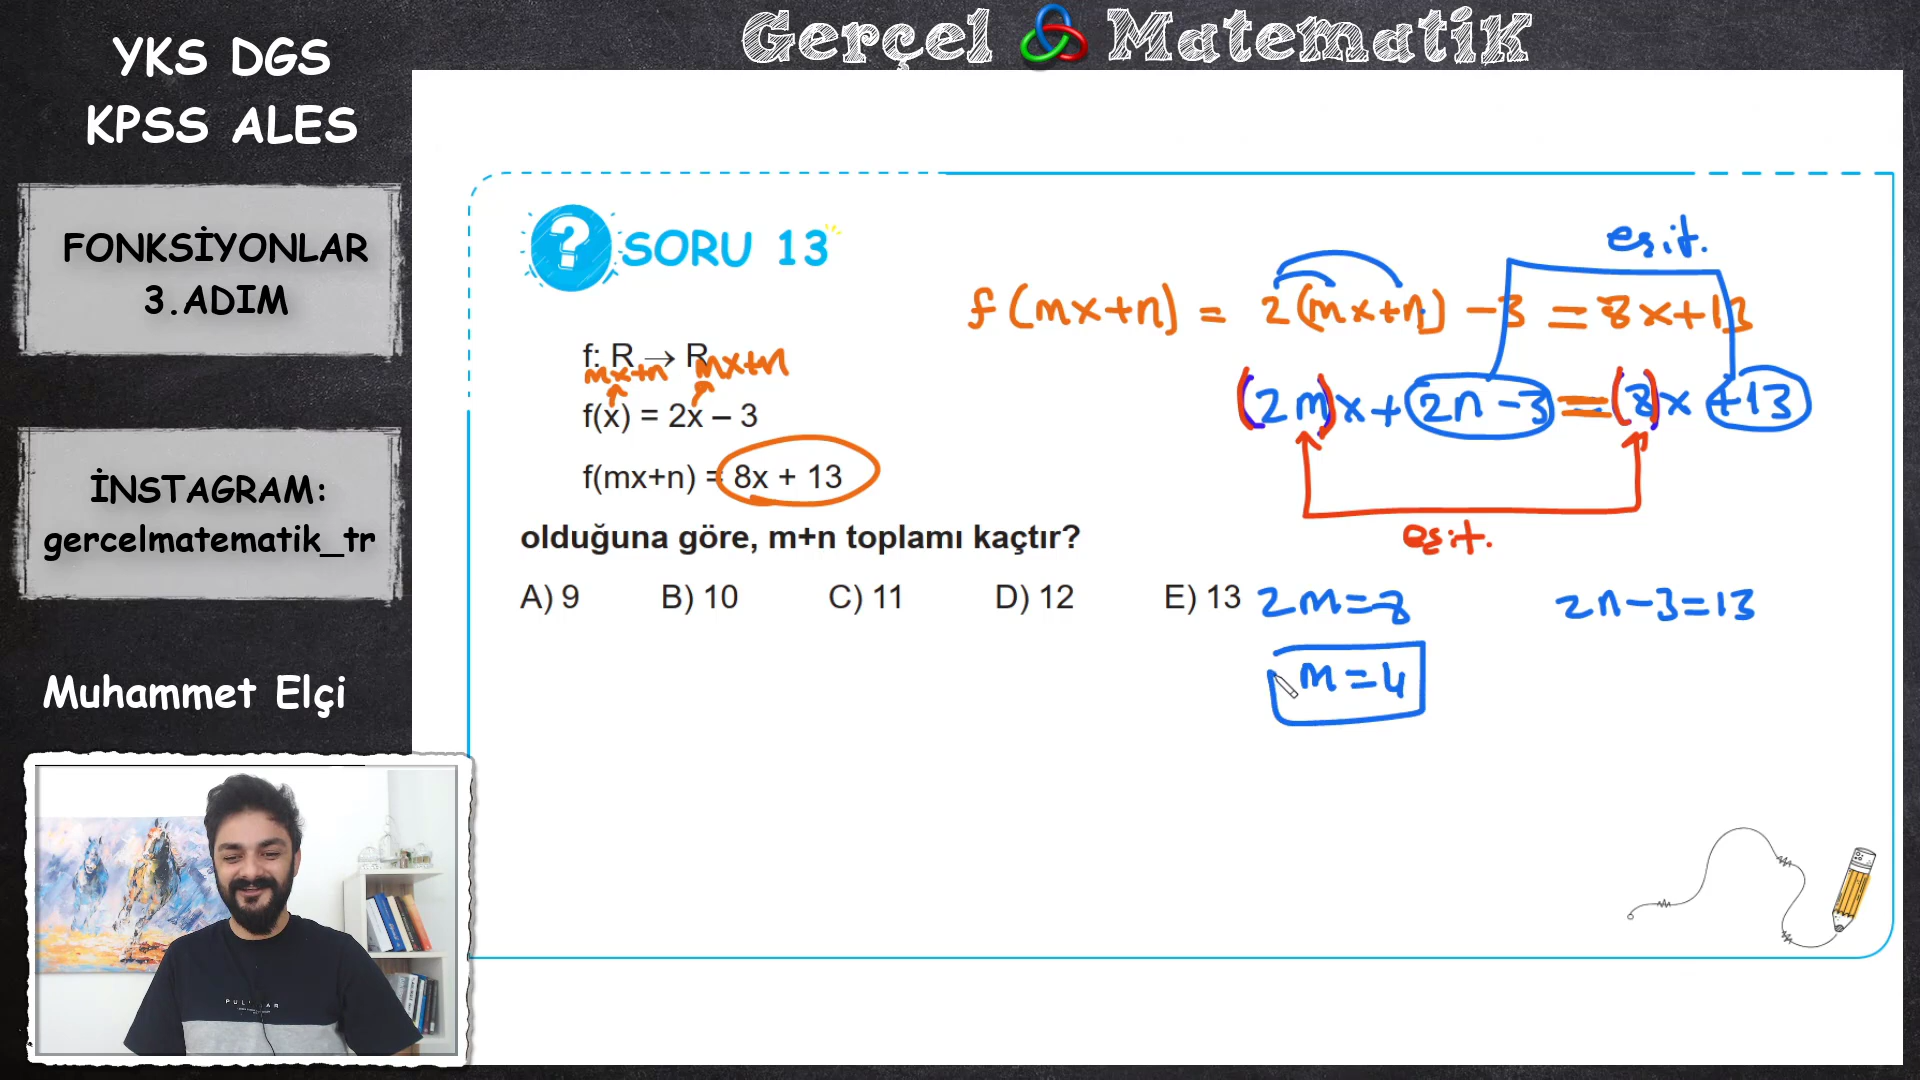 Gerçel Matematik
YKS DGS
KPSS ALES
FONKSİYONLAR
3.ADIM
İNSTAGRAM:
gercelmatematik_tr
Muhammet Elçi
? SORU 13
f: R → R
mx+n mx+n
f(x) = 2x – 3
f(mx+n) = 8x + 13
olduğuna göre, m+n toplamı kaçtır?
A) 9 B) 10 C) 11 D) 12 E) 13
eşit.
f(mx+n) = 2(mx+n) - 3 = 8x+13
(2m)x + 2n - 3 = (8)x + 13
eşit.
2m=8 2n-3=13
m=4